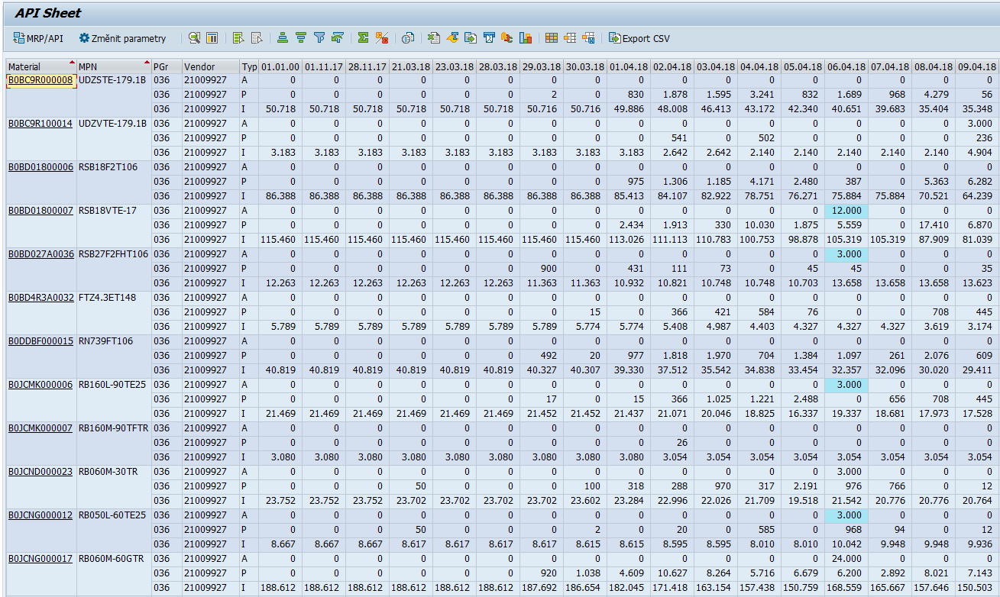 API Sheet
MRP/API Změnit parametry Export CSV
Material MPN PGr Vendor Typ 01.01.00 01.11.17 28.11.17 21.03.18 23.03.18 28.03.18 29.03.18 30.03.18 01.04.18 02.04.18 03.04.18 04.04.18 05.04.18 06.04.18 07.04.18 08.04.18 09.04.18
B0BC9R000008 UDZSTE-179.1B 036 21009927 A 0 0 0 0 0 0 0 0 0 0 0 0 0 0 0 0 0
036 21009927 P 0 0 0 0 0 0 2 0 830 1.878 1.595 3.241 832 1.689 968 4.279 56
036 21009927 I 50.718 50.718 50.718 50.718 50.718 50.718 50.716 50.716 49.886 48.008 46.413 43.172 42.340 40.651 39.683 35.404 35.348
B0BC9R100014 UDZVTE-179.1B 036 21009927 A 0 0 0 0 0 0 0 0 0 0 0 0 0 0 0 0 3.000
036 21009927 P 0 0 0 0 0 0 0 0 0 541 0 502 0 0 0 0 236
036 21009927 I 3.183 3.183 3.183 3.183 3.183 3.183 3.183 3.183 3.183 2.642 2.642 2.140 2.140 2.140 2.140 2.140 4.904
B0BD01800006 RSB18F2T106 036 21009927 A 0 0 0 0 0 0 0 0 0 0 0 0 0 0 0 0 0
036 21009927 P 0 0 0 0 0 0 0 0 975 1.306 1.185 4.171 2.480 387 0 5.363 6.282
036 21009927 I 86.388 86.388 86.388 86.388 86.388 86.388 86.388 86.388 85.413 84.107 82.922 78.751 76.271 75.884 75.884 70.521 64.239
B0BD01800007 RSB18VTE-17 036 21009927 A 0 0 0 0 0 0 0 0 0 0 0 0 0 12.000 0 0 0
036 21009927 P 0 0 0 0 0 0 0 0 2.434 1.913 330 10.030 1.875 5.559 0 17.410 6.870
036 21009927 I 115.460 115.460 115.460 115.460 115.460 115.460 115.460 115.460 113.026 111.113 110.783 100.753 98.878 105.319 105.319 87.909 81.039
B0BD027A0036 RSB27F2FHT106 036 21009927 A 0 0 0 0 0 0 0 0 0 0 0 0 0 3.000 0 0 0
036 21009927 P 0 0 0 0 0 0 900 0 431 111 73 0 45 45 0 0 35
036 21009927 I 12.263 12.263 12.263 12.263 12.263 12.263 11.363 11.363 10.932 10.821 10.748 10.748 10.703 13.658 13.658 13.658 13.623
B0BD4R3A0032 FTZ4.3ET148 036 21009927 A 0 0 0 0 0 0 0 0 0 0 0 0 0 0 0 0 0
036 21009927 P 0 0 0 0 0 0 0 15 0 366 421 584 76 0 0 708 445
036 21009927 I 5.789 5.789 5.789 5.789 5.789 5.789 5.789 5.774 5.774 5.408 4.987 4.403 4.327 4.327 4.327 3.619 3.174
B0DDBF000015 RN739FT106 036 21009927 A 0 0 0 0 0 0 0 0 0 0 0 0 0 0 0 0 0
036 21009927 P 0 0 0 0 0 0 492 20 977 1.818 1.970 704 1.384 1.097 261 2.076 609
036 21009927 I 40.819 40.819 40.819 40.819 40.819 40.819 40.327 40.307 39.330 37.512 35.542 34.838 33.454 32.357 32.096 30.020 29.411
B0JCMK000006 RB160L-90TE25 036 21009927 A 0 0 0 0 0 0 0 0 0 0 0 0 0 3.000 0 0 0
036 21009927 P 0 0 0 0 0 0 17 0 15 366 1.025 1.221 2.488 0 656 708 445
036 21009927 I 21.469 21.469 21.469 21.469 21.469 21.469 21.452 21.452 21.437 21.071 20.046 18.825 16.337 19.337 18.681 17.973 17.528
B0JCMK000007 RB160M-90TFTR 036 21009927 A 0 0 0 0 0 0 0 0 0 0 0 0 0 0 0 0 0
036 21009927 P 0 0 0 0 0 0 0 0 0 26 0 0 0 0 0 0 0
036 21009927 I 3.080 3.080 3.080 3.080 3.080 3.080 3.080 3.080 3.080 3.054 3.054 3.054 3.054 3.054 3.054 3.054 3.054
B0JCND000023 RB060M-30TR 036 21009927 A 0 0 0 0 0 0 0 0 0 0 0 0 0 3.000 0 0 0
036 21009927 P 0 0 0 50 0 0 0 100 318 288 970 317 2.191 976 766 0 12
036 21009927 I 23.752 23.752 23.752 23.702 23.702 23.702 23.702 23.602 23.284 22.996 22.026 21.709 19.518 21.542 20.776 20.776 20.764
B0JCNG000012 RB050L-60TE25 036 21009927 A 0 0 0 0 0 0 0 0 0 0 0 0 0 3.000 0 0 0
036 21009927 P 0 0 0 50 0 0 0 2 0 20 0 585 0 968 94 0 12
036 21009927 I 8.667 8.667 8.667 8.617 8.617 8.617 8.617 8.615 8.615 8.595 8.595 8.010 8.010 10.042 9.948 9.948 9.936
B0JCNG000017 RB060M-60GTR 036 21009927 A 0 0 0 0 0 0 0 0 0 0 0 0 0 24.000 0 0 0
036 21009927 P 0 0 0 0 0 0 920 1.038 4.609 10.627 8.264 5.716 6.679 6.200 2.892 8.021 7.143
036 21009927 I 188.612 188.612 188.612 188.612 188.612 188.612 187.692 186.654 182.045 171.418 163.154 157.438 150.759 168.559 165.667 157.646 150.503